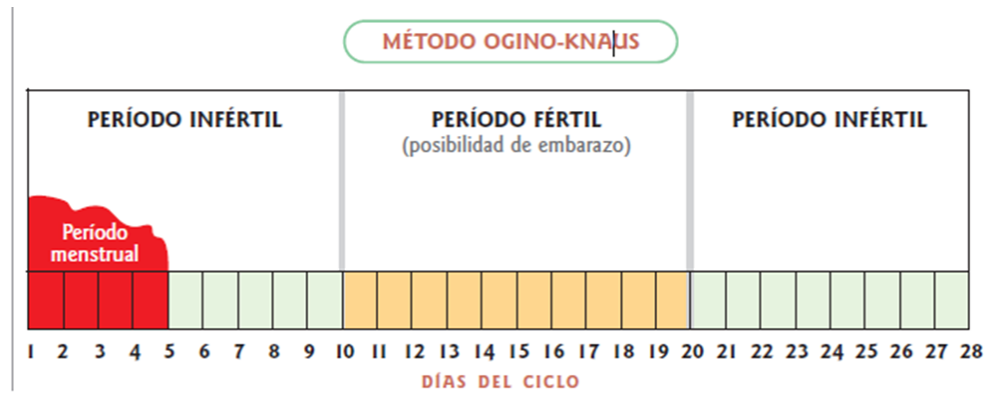 MÉTODO OGINO-KNAUS
PERÍODO INFÉRTIL
PERÍODO FÉRTIL
(posibilidad de embarazo)
PERÍODO INFÉRTIL
Período
menstrual
1 2 3 4 5 6 7 8 9 10 11 12 13 14 15 16 17 18 19 20 21 22 23 24 25 26 27 28
DÍAS DEL CICLO